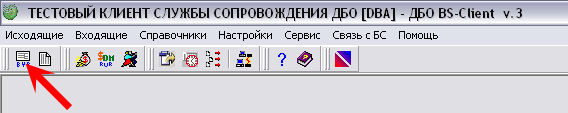 ТЕСТОВЫЙ КЛИЕНТ СЛУЖБЫ СОПРОВОЖДЕНИЯ ДБО [DBA] - ДБО BS-Client v.3
Исходящие Входящие Справочники Настройки Сервис Связь с БС Помощь